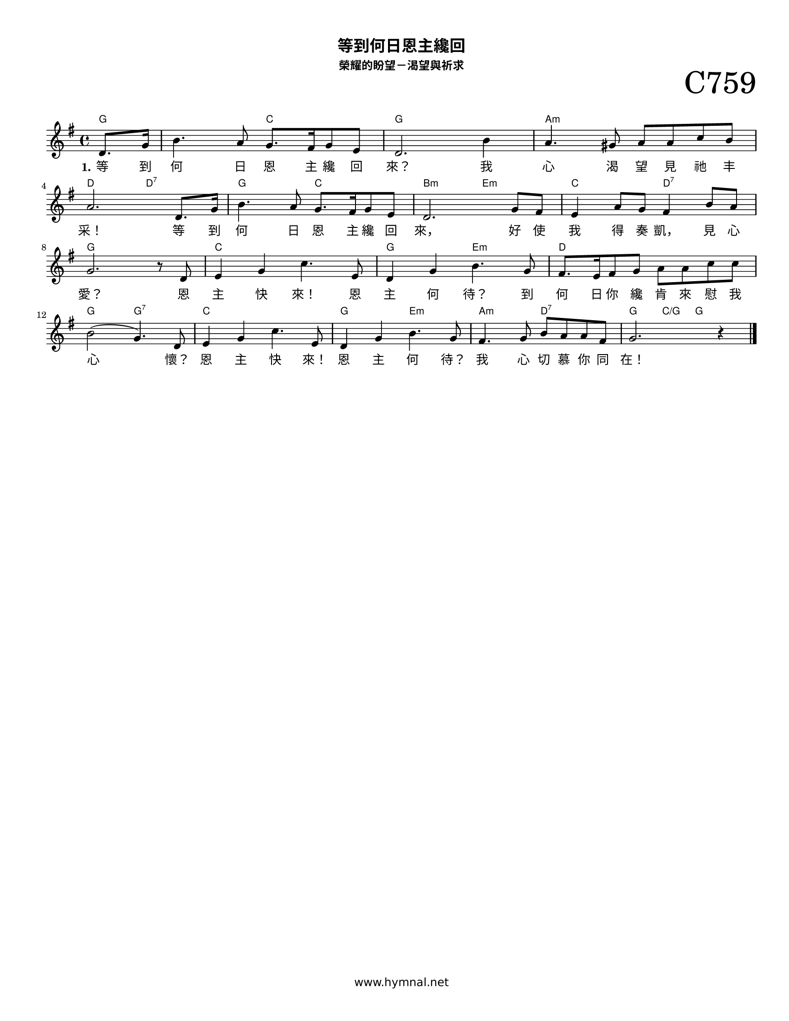 等到何日恩主纔回
榮耀的盼望－渴望與祈求
C759
G C G Am
1. 等 到 何 日 恩 主 纔 回 來？ 我 心 渴 望 見 祂 丰
4 D D7 G C Bm Em C D7
采！ 等 到 何 日 恩 主 纔 回 來， 好 使 我 得 奏 凱， 見 心
8 G C G Em D
愛？ 恩 主 快 來！ 恩 主 何 待？ 到 何 日 你 纔 肯 來 慰 我
12 G G7 C G Em Am D7 G C/G G
心 懷？ 恩 主 快 來！ 恩 主 何 待？ 我 心 切 慕 你 同 在！
www.hymnal.net